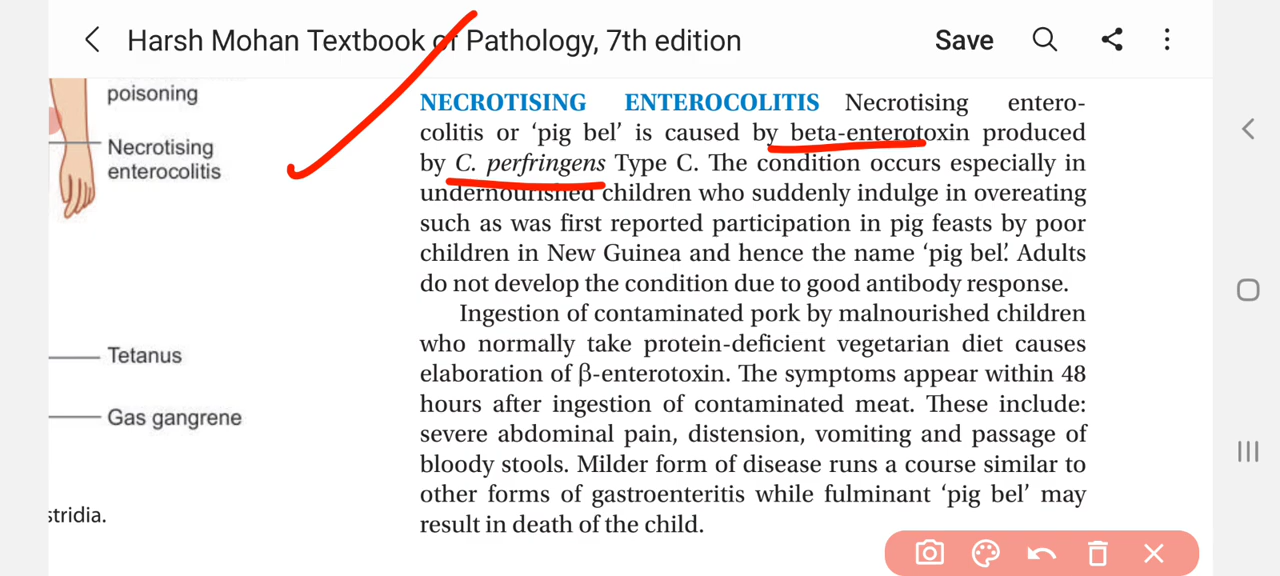 Harsh Mohan Textbook of Pathology, 7th edition
Save
poisoning
Necrotising
enterocolitis
Tetanus
Gas gangrene
stridia.
NECROTISING ENTEROCOLITIS Necrotising entero-
colitis or ‘pig bel’ is caused by beta-enterotoxin produced
by C. perfringens Type C. The condition occurs especially in
undernourished children who suddenly indulge in overeating
such as was first reported participation in pig feasts by poor
children in New Guinea and hence the name ‘pig bel’. Adults
do not develop the condition due to good antibody response.
Ingestion of contaminated pork by malnourished children
who normally take protein-deficient vegetarian diet causes
elaboration of β-enterotoxin. The symptoms appear within 48
hours after ingestion of contaminated meat. These include:
severe abdominal pain, distension, vomiting and passage of
bloody stools. Milder form of disease runs a course similar to
other forms of gastroenteritis while fulminant ‘pig bel’ may
result in death of the child.